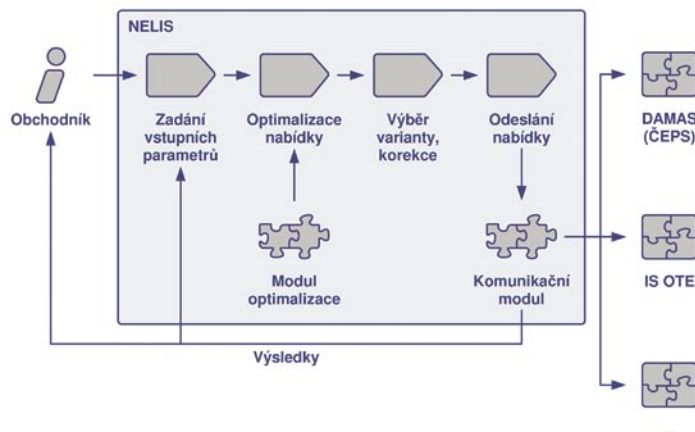 NELIS
Obchodník
Zadání
vstupních
parametrů
Optimalizace
nabídky
Výběr
varianty,
korekce
Odeslání
nabídky
DAMAS
(ČEPS)
Modul
optimalizace
Komunikační
modul
IS OTE
Výsledky